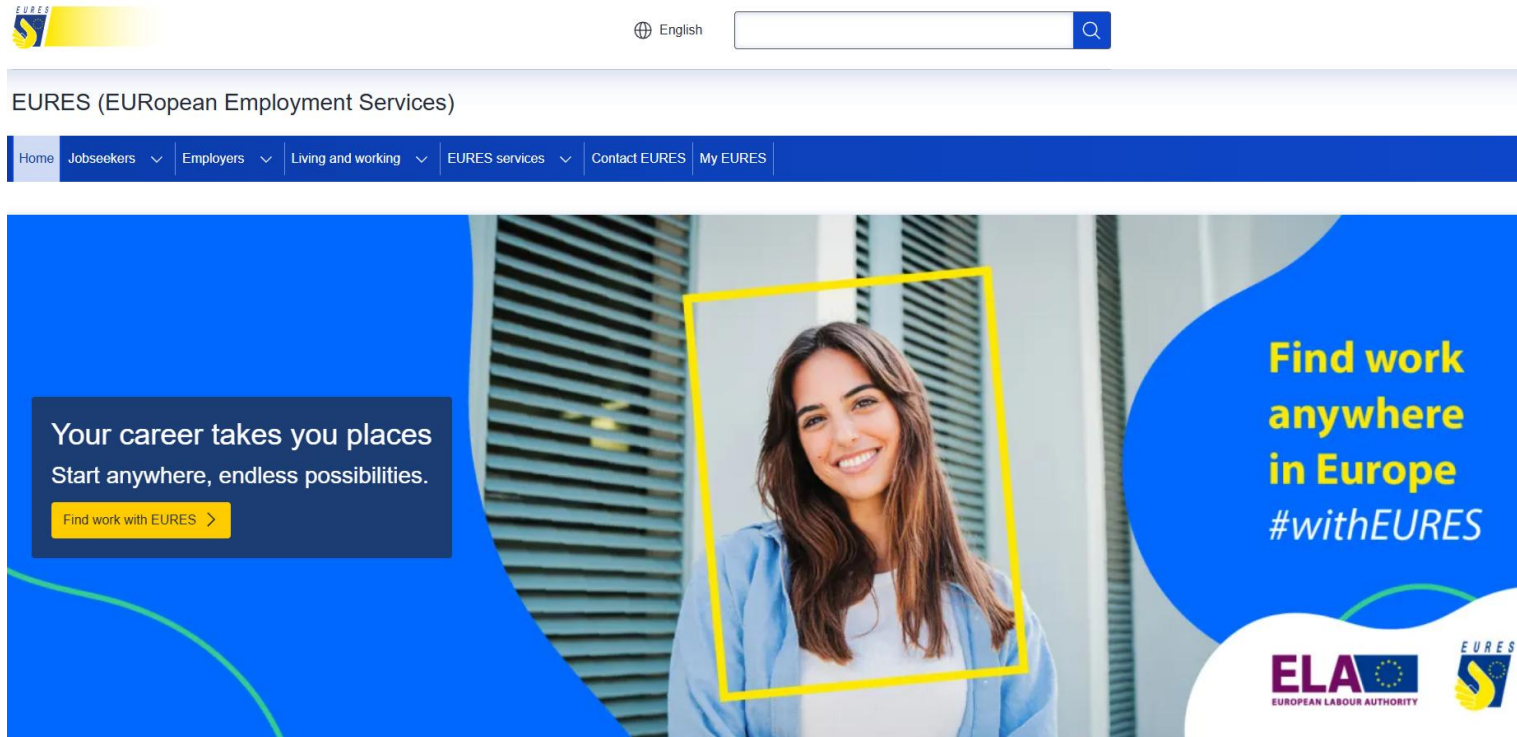 EURES
English
EURES (EURopean Employment Services)
Home Jobseekers Employers Living and working EURES services Contact EURES My EURES
Your career takes you places
Start anywhere, endless possibilities.
Find work with EURES
Find work
anywhere
in Europe
#withEURES
EURES
ELA
EUROPEAN LABOUR AUTHORITY